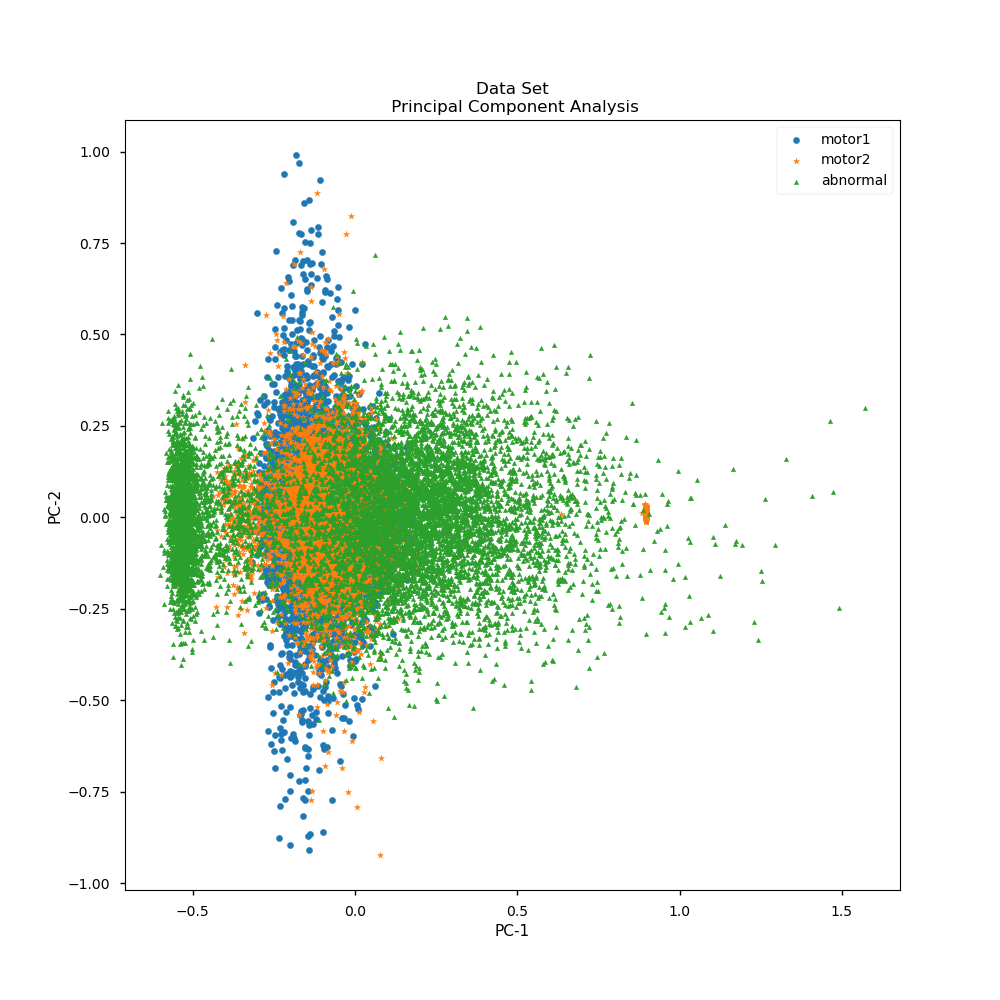 Data Set
Principal Component Analysis
motor1
motor2
abnormal
1.00
0.75
0.50
0.25
0.00
−0.25
−0.50
−0.75
−1.00
PC-2
−0.5
0.0
0.5
1.0
1.5
PC-1